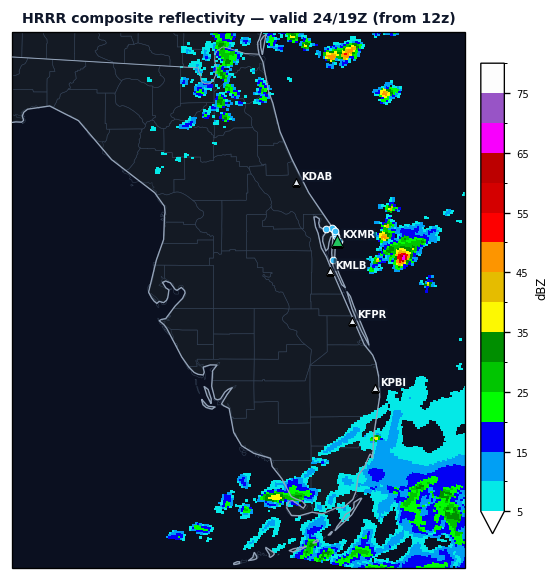 HRRR composite reflectivity — valid 24/19Z (from 12z)
KDAB
KXMR
KMLB
KFPR
KPBI
75
65
55
45
35
25
15
5
dBZ